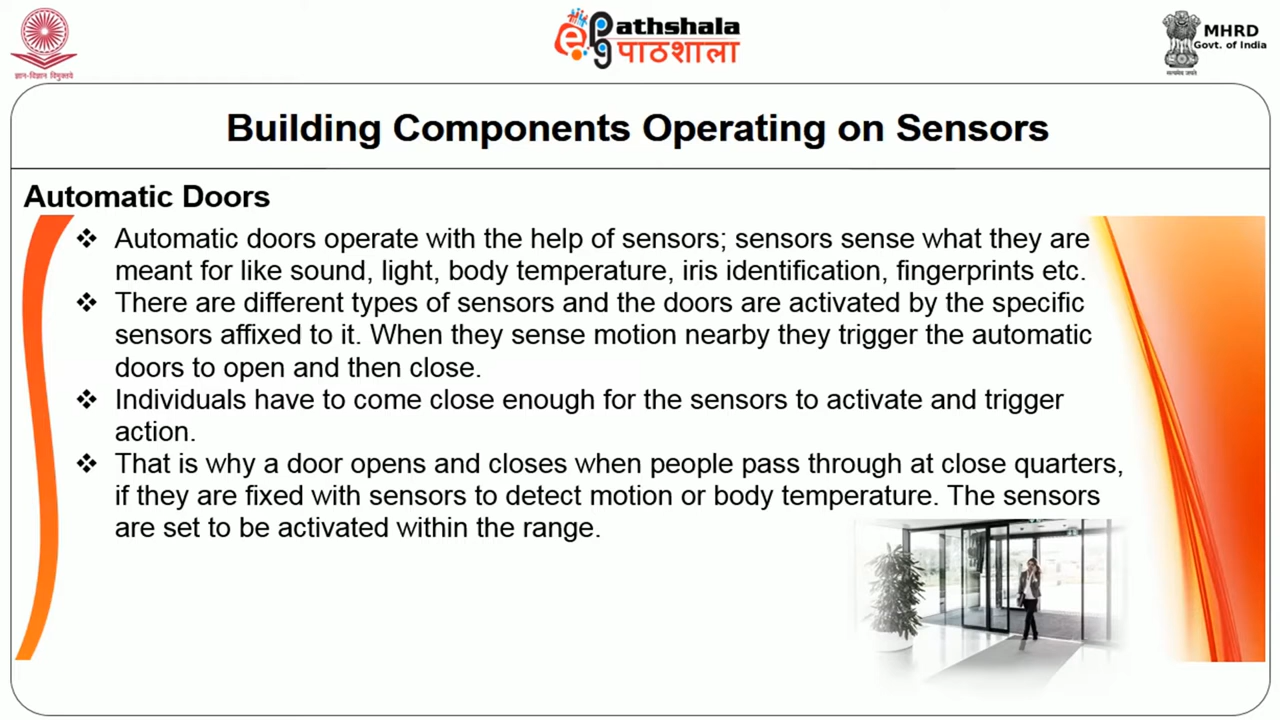 ज्ञान-विज्ञान विमुक्तये
ePG Pathshala
पाठशाला
MHRD
Govt. of India
सत्यमेव जयते
Building Components Operating on Sensors
Automatic Doors
❖ Automatic doors operate with the help of sensors; sensors sense what they are
meant for like sound, light, body temperature, iris identification, fingerprints etc.
❖ There are different types of sensors and the doors are activated by the specific
sensors affixed to it. When they sense motion nearby they trigger the automatic
doors to open and then close.
❖ Individuals have to come close enough for the sensors to activate and trigger
action.
❖ That is why a door opens and closes when people pass through at close quarters,
if they are fixed with sensors to detect motion or body temperature. The sensors
are set to be activated within the range.